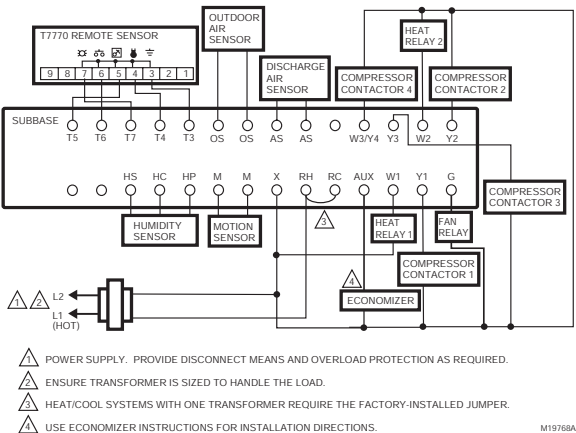 T7770 REMOTE SENSOR
9 8 7 6 5 4 3 2 1
OUTDOOR
AIR
SENSOR
DISCHARGE
AIR
SENSOR
HEAT
RELAY 2
COMPRESSOR
CONTACTOR 4
COMPRESSOR
CONTACTOR 2
SUBBASE
T5 T6 T7 T4 T3 OS OS AS AS W3/Y4 Y3 W2 Y2
HS HC HP M M X RH RC AUX W1 Y1 G
COMPRESSOR
CONTACTOR 3
HUMIDITY
SENSOR
MOTION
SENSOR
3
HEAT
RELAY 1
FAN
RELAY
COMPRESSOR
CONTACTOR 1
4
ECONOMIZER
1 2 L2
L1
(HOT)
1 POWER SUPPLY. PROVIDE DISCONNECT MEANS AND OVERLOAD PROTECTION AS REQUIRED.
2 ENSURE TRANSFORMER IS SIZED TO HANDLE THE LOAD.
3 HEAT/COOL SYSTEMS WITH ONE TRANSFORMER REQUIRE THE FACTORY-INSTALLED JUMPER.
4 USE ECONOMIZER INSTRUCTIONS FOR INSTALLATION DIRECTIONS.
M19768A